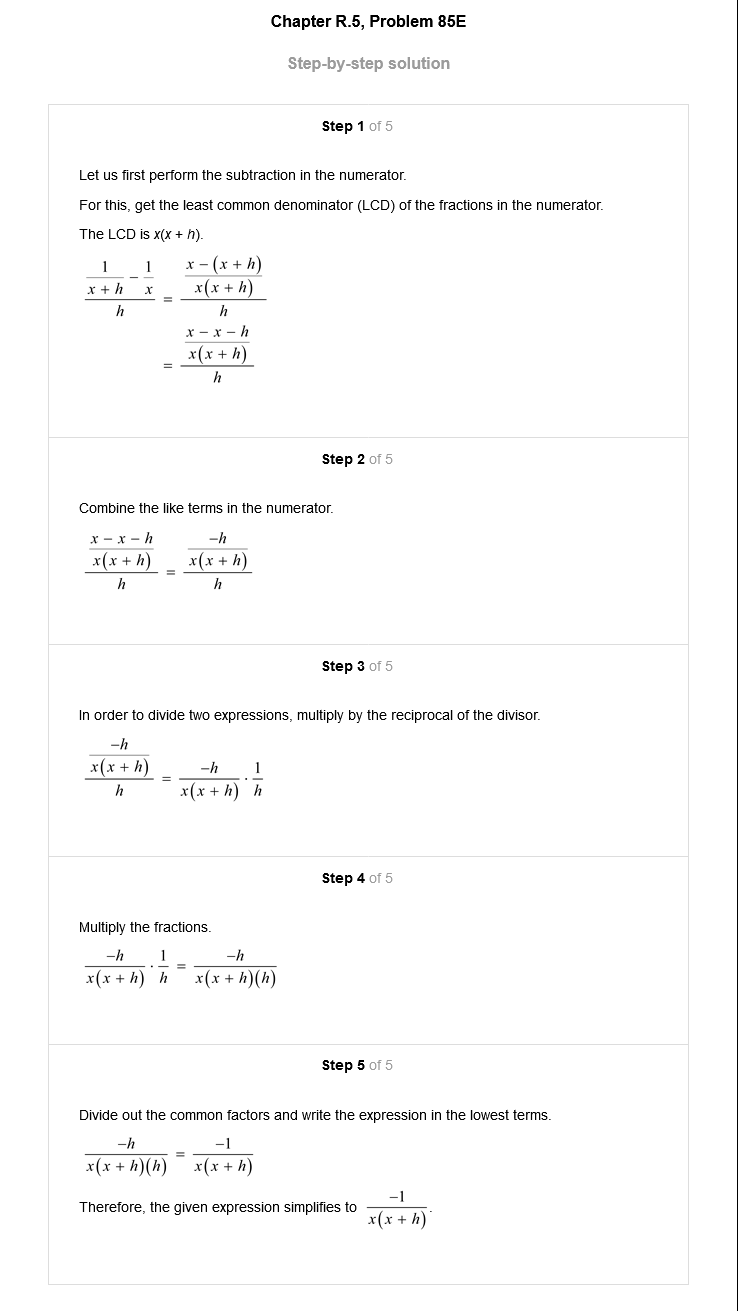 Chapter R.5, Problem 85E
Step-by-step solution
Step 1 of 5
Let us first perform the subtraction in the numerator.
For this, get the least common denominator (LCD) of the fractions in the numerator.
The LCD is x(x + h).
\frac{\frac{1}{x + h} - \frac{1}{x}}{h} = \frac{\frac{x - (x + h)}{x(x + h)}}{h}
= \frac{\frac{x - x - h}{x(x + h)}}{h}
Step 2 of 5
Combine the like terms in the numerator.
\frac{\frac{x - x - h}{x(x + h)}}{h} = \frac{\frac{-h}{x(x + h)}}{h}
Step 3 of 5
In order to divide two expressions, multiply by the reciprocal of the divisor.
\frac{\frac{-h}{x(x + h)}}{h} = \frac{-h}{x(x + h)} \cdot \frac{1}{h}
Step 4 of 5
Multiply the fractions.
\frac{-h}{x(x + h)} \cdot \frac{1}{h} = \frac{-h}{x(x + h)(h)}
Step 5 of 5
Divide out the common factors and write the expression in the lowest terms.
\frac{-h}{x(x + h)(h)} = \frac{-1}{x(x + h)}
Therefore, the given expression simplifies to \frac{-1}{x(x + h)}.